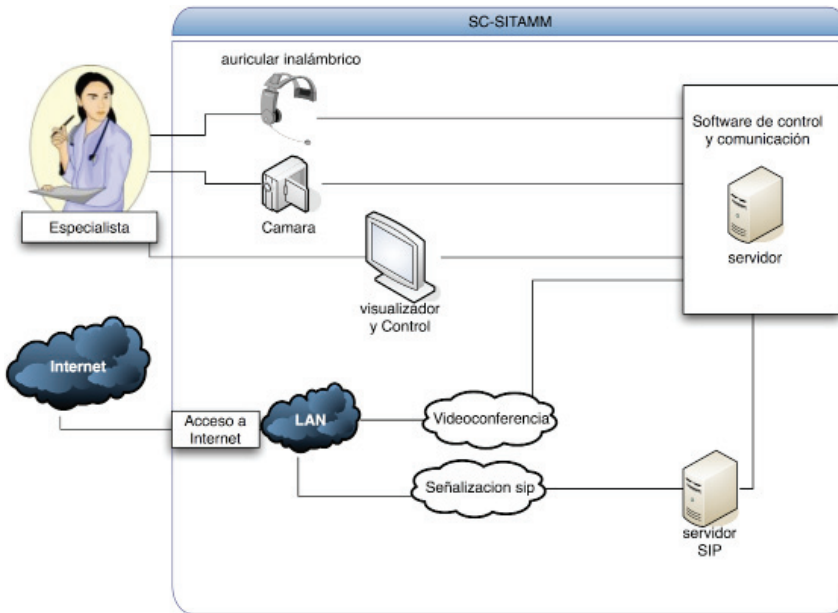 SC-SITAMM
auricular inalámbrico
Software de control
y comunicación
Camara
Especialista
servidor
visualizador
y Control
Internet
Acceso a
Internet
LAN
Videoconferencia
Señalizacion sip
servidor
SIP